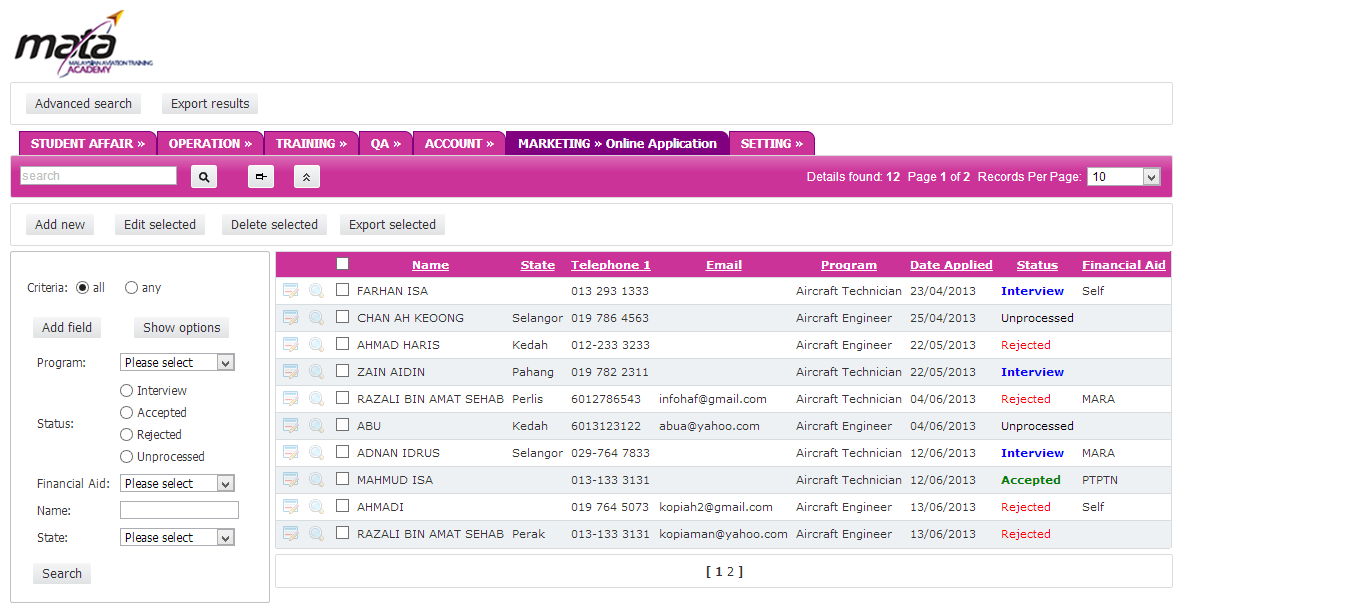 mata
MALAYSIAN AVIATION TRAINING
ACADEMY
Advanced search Export results
STUDENT AFFAIR » OPERATION » TRAINING » QA » ACCOUNT » MARKETING » Online Application SETTING »
search Details found: 12 Page 1 of 2 Records Per Page: 10
Add new Edit selected Delete selected Export selected
Criteria: all any
Add field Show options
Program: Please select
Status:
Interview
Accepted
Rejected
Unprocessed
Financial Aid: Please select
Name:
State: Please select
Search
Name State Telephone 1 Email Program Date Applied Status Financial Aid
FARHAN ISA 013 293 1333 Aircraft Technician 23/04/2013 Interview Self
CHAN AH KEOONG Selangor 019 786 4563 Aircraft Engineer 25/04/2013 Unprocessed
AHMAD HARIS Kedah 012-233 3233 Aircraft Engineer 22/05/2013 Rejected
ZAIN AIDIN Pahang 019 782 2311 Aircraft Technician 22/05/2013 Interview
RAZALI BIN AMAT SEHAB Perlis 6012786543 infohaf@gmail.com Aircraft Technician 04/06/2013 Rejected MARA
ABU Kedah 6013123122 abua@yahoo.com Aircraft Engineer 04/06/2013 Unprocessed
ADNAN IDRUS Selangor 029-764 7833 Aircraft Technician 12/06/2013 Interview MARA
MAHMUD ISA 013-133 3131 Aircraft Technician 12/06/2013 Accepted PTPTN
AHMADI 019 764 5073 kopiah2@gmail.com Aircraft Engineer 13/06/2013 Rejected Self
RAZALI BIN AMAT SEHAB Perak 013-133 3131 kopiaman@yahoo.com Aircraft Engineer 13/06/2013 Rejected
[ 1 2 ]